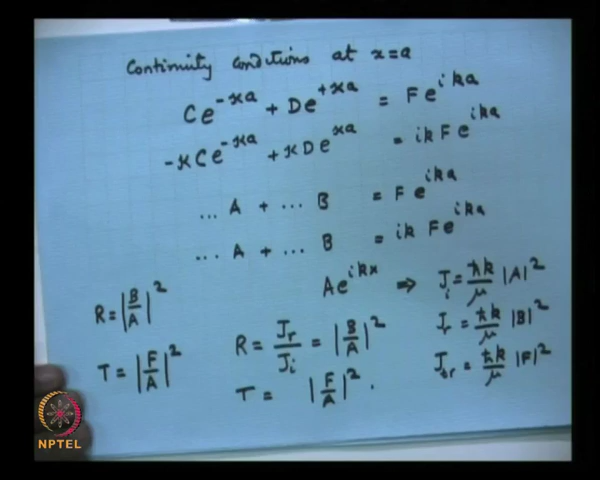 Continuity conditions at x=a
Ce^{-κa} + De^{+κa} = Fe^{ika}
-κCe^{-κa} + κDe^{κa} = ikFe^{ika}
... A + ... B = Fe^{ika}
... A + ... B = ik Fe^{ika}
Ae^{ikx} ⇒ J_i = ħk/μ |A|^2
R = |B/A|^2
R = J_r/J_i = |B/A|^2
J_r = ħk/μ |B|^2
T = |F/A|^2
T = |F/A|^2.
J_tr = ħk/μ |F|^2
NPTEL